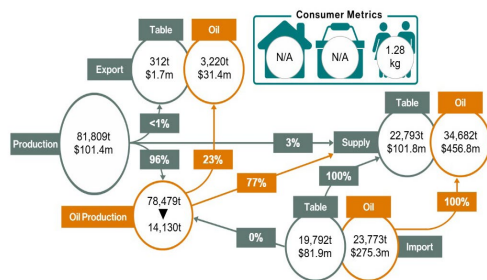 Consumer Metrics
N/A
N/A
1.28
kg
Table
Oil
Export
312t
$1.7m
3,220t
$31.4m
Production
81,809t
$101.4m
<1%
96%
23%
3%
Supply
Table
Oil
22,793t
$101.8m
34,682t
$456.8m
77%
100%
Oil Production
78,479t
14,130t
0%
Table
Oil
19,792t
$81.9m
23,773t
$275.3m
100%
Import